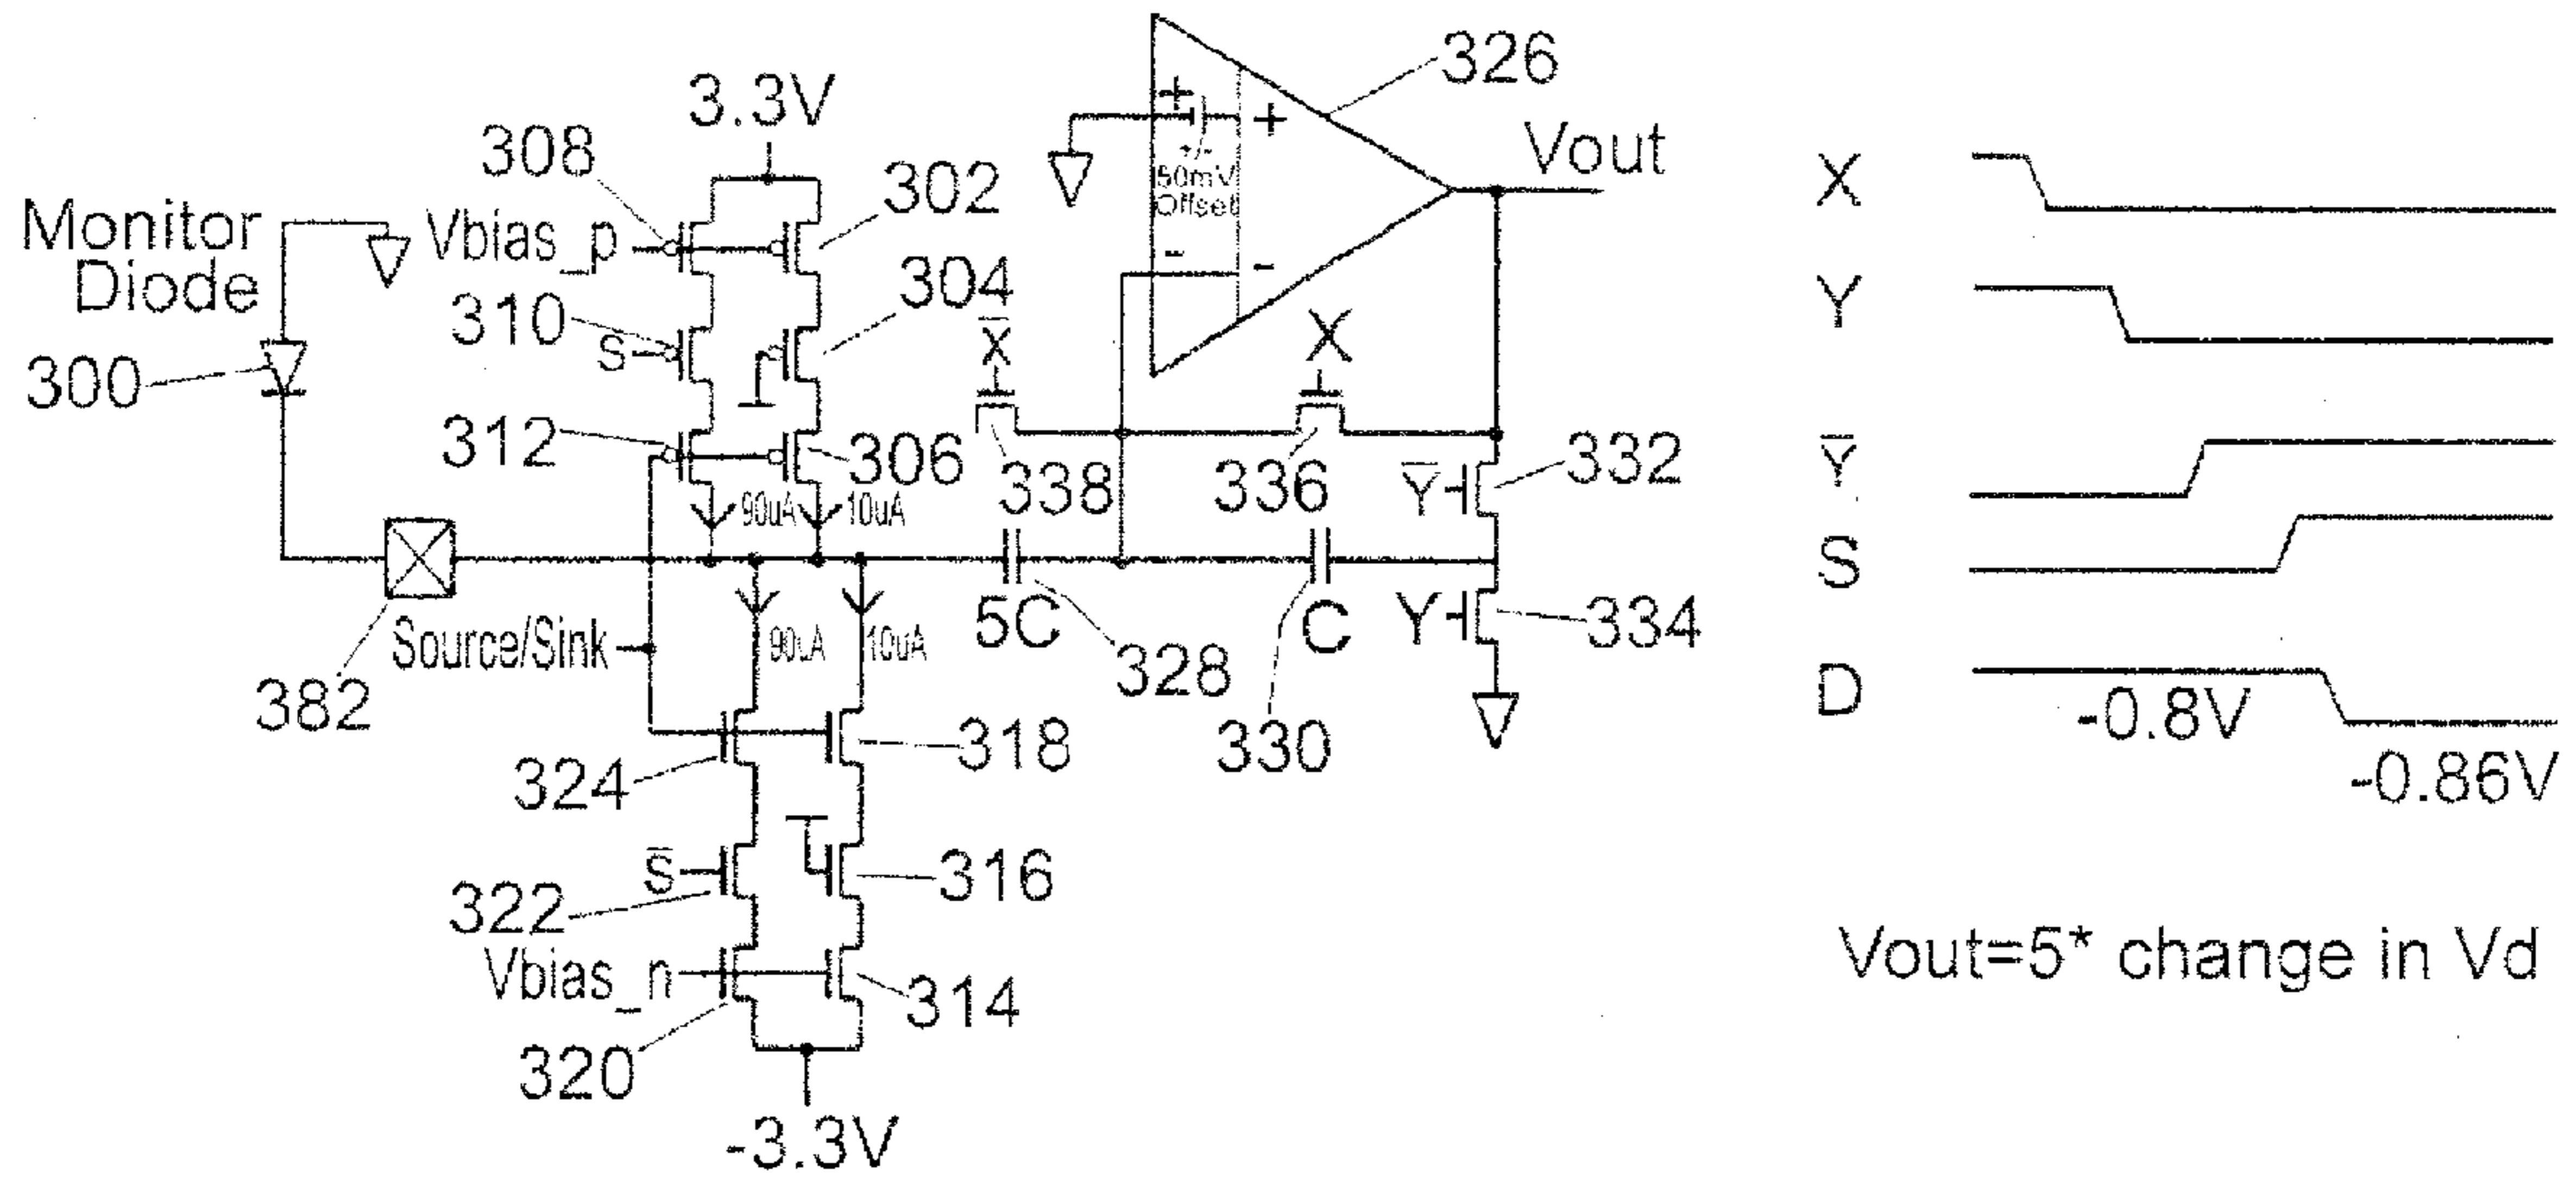 326
3.3V
308
Vout
X
302
Monitor
Diode
Vbias_p
+
+
+/-
50mV
Offset
-
-
304
310
S
Y
X̅
X
300
312
306
338
336
332
Y̅
Y̅
90uA
10uA
S
5C
C
Y
334
Source/Sink
90uA
10uA
328
382
330
D
-0.8V
318
-0.86V
324
S̅
316
322
Vbias_n
314
Vout=5* change in Vd
320
-3.3V